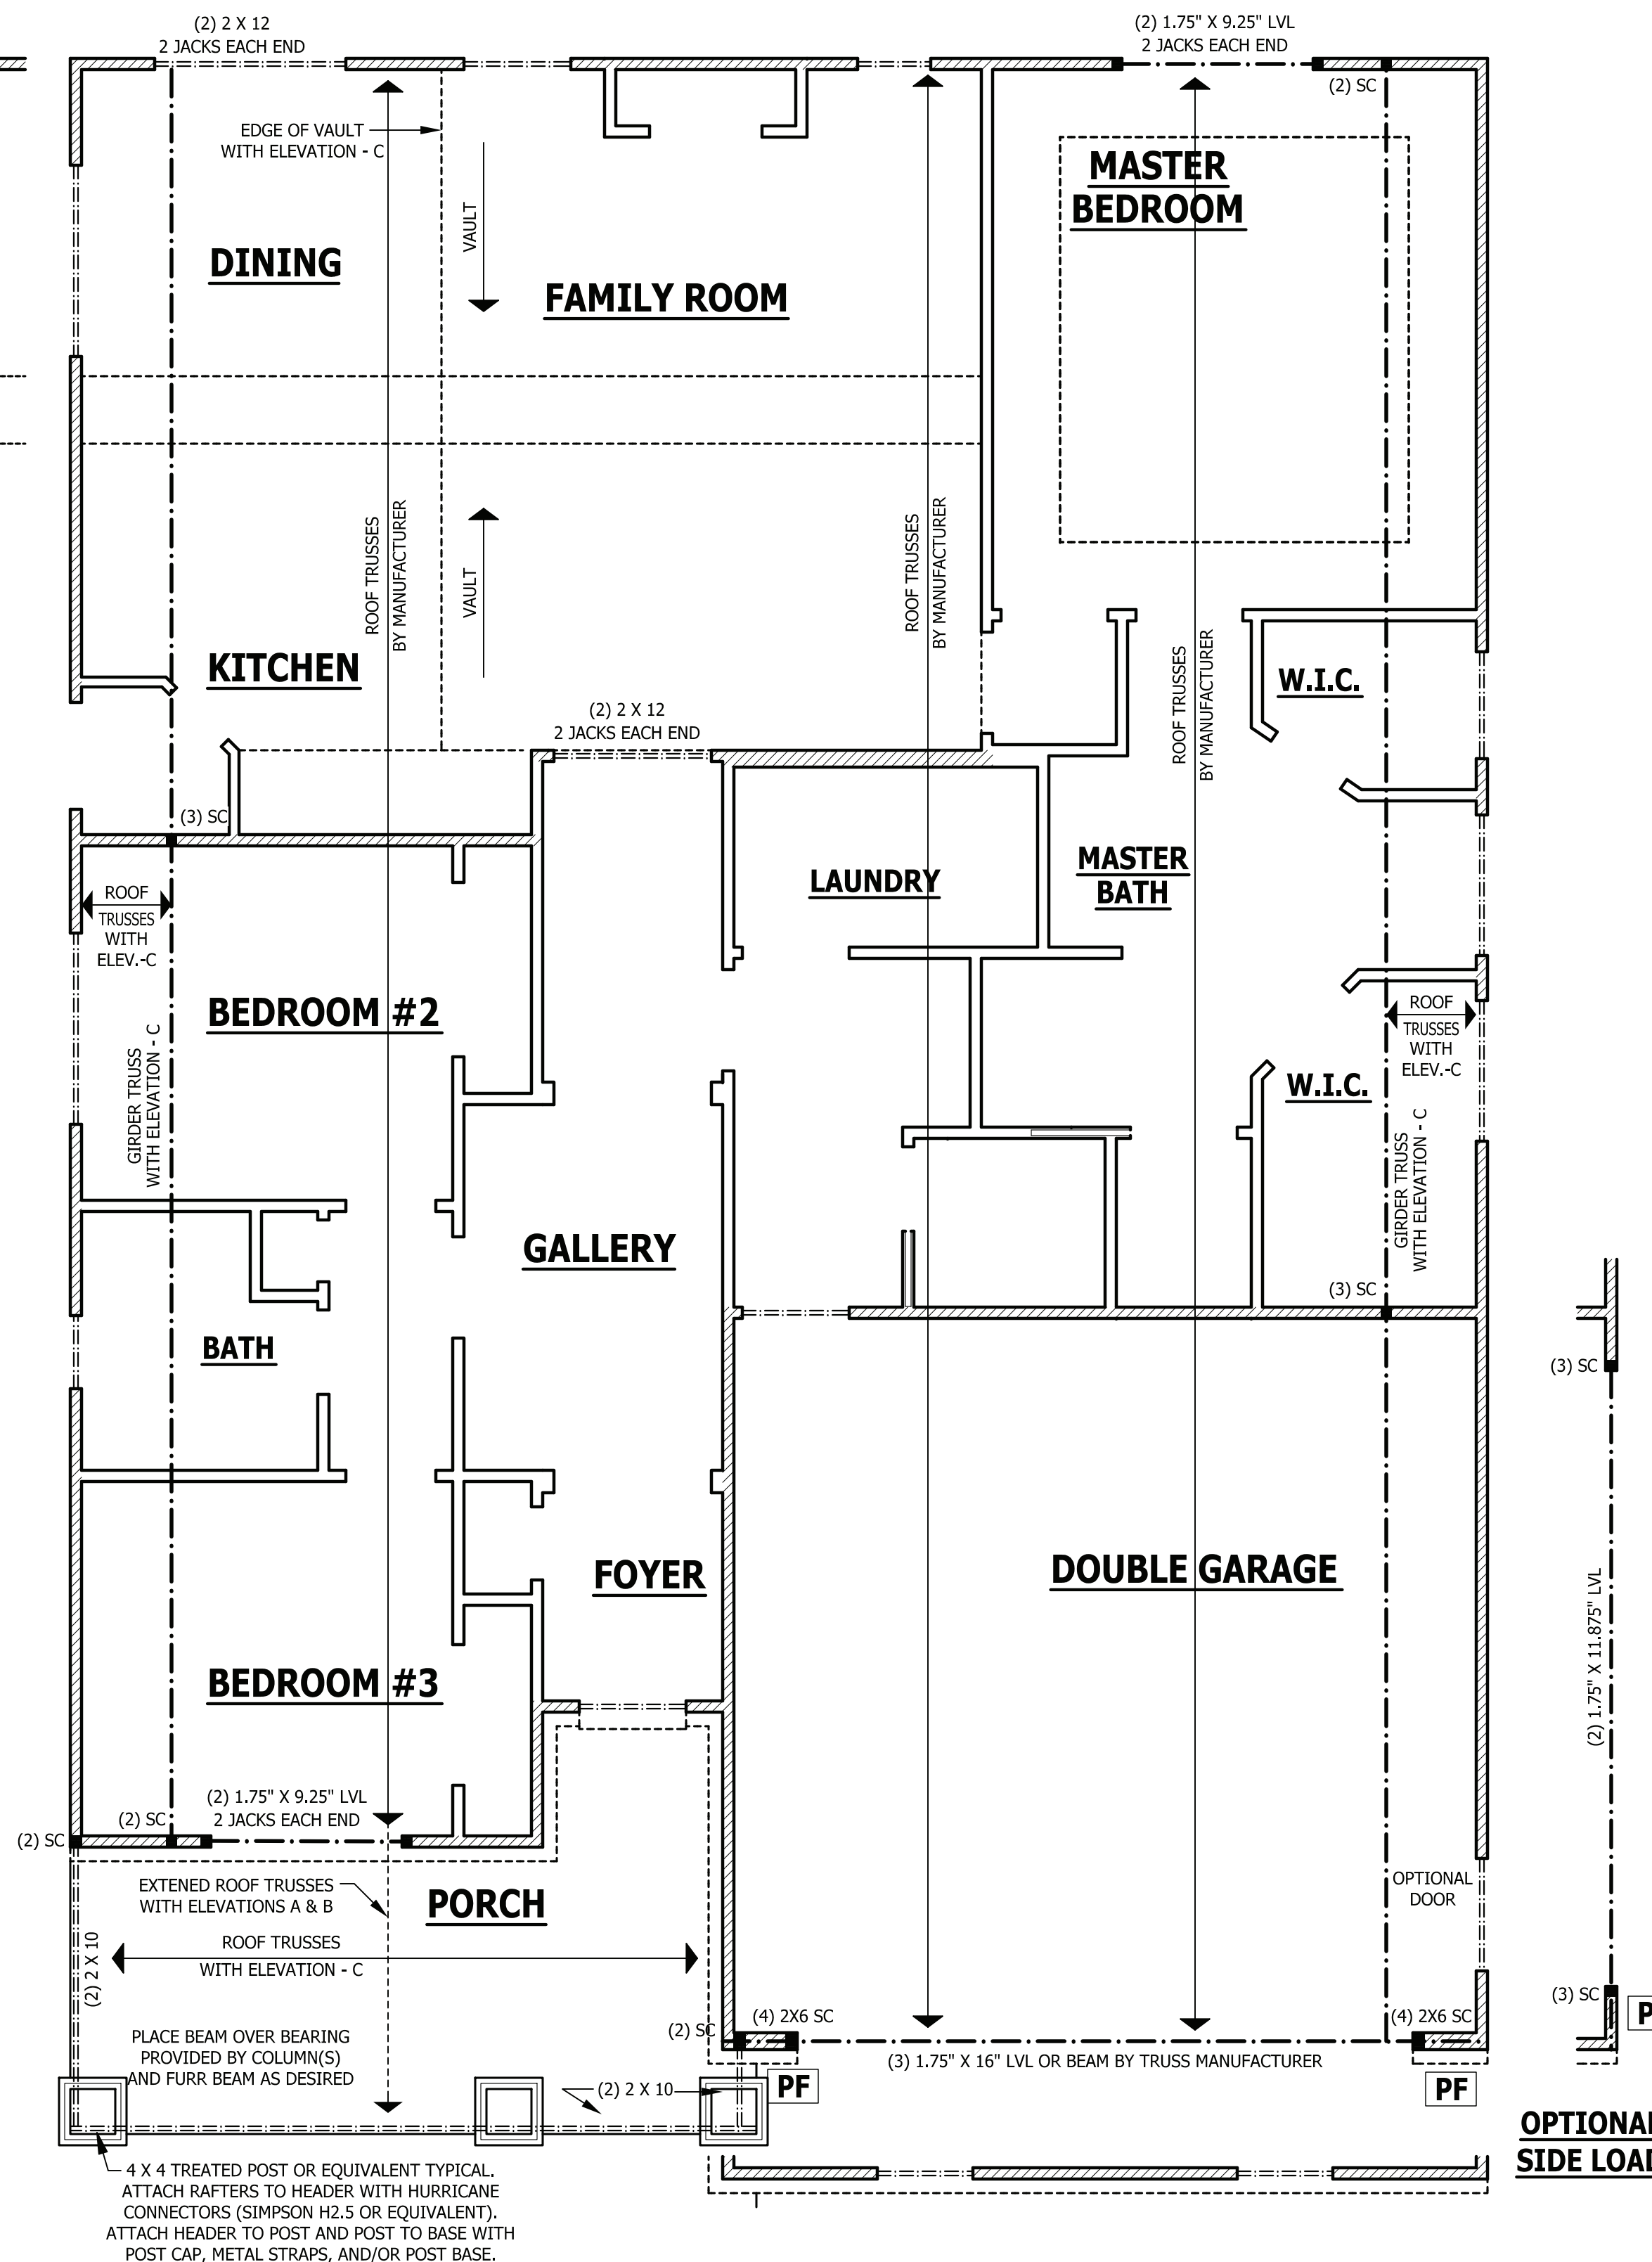 (2) 2 X 12
2 JACKS EACH END
(2) 1.75" X 9.25" LVL
2 JACKS EACH END
(2) SC
EDGE OF VAULT
WITH ELEVATION - C
MASTER
BEDROOM
VAULT
DINING
FAMILY ROOM
ROOF TRUSSES
BY MANUFACTURER
VAULT
ROOF TRUSSES
BY MANUFACTURER
ROOF TRUSSES
BY MANUFACTURER
KITCHEN
W.I.C.
(2) 2 X 12
2 JACKS EACH END
(3) SC
LAUNDRY
MASTER
BATH
ROOF
TRUSSES
WITH
ELEV.-C
BEDROOM #2
ROOF
TRUSSES
WITH
ELEV.-C
GIRDER TRUSS
WITH ELEVATION - C
W.I.C.
GIRDER TRUSS
WITH ELEVATION - C
GALLERY
(3) SC
BATH
(3) SC
FOYER
DOUBLE GARAGE
(2) 1.75" X 11.875" LVL
BEDROOM #3
(2) 1.75" X 9.25" LVL
2 JACKS EACH END
(2) SC
(2) SC
EXTENED ROOF TRUSSES
WITH ELEVATIONS A & B
PORCH
OPTIONAL
DOOR
ROOF TRUSSES
WITH ELEVATION - C
(2) 2 X 10
(3) SC
(2) SC
(4) 2X6 SC
(4) 2X6 SC
PLACE BEAM OVER BEARING
PROVIDED BY COLUMN(S)
AND FURR BEAM AS DESIRED
(3) 1.75" X 16" LVL OR BEAM BY TRUSS MANUFACTURER
(2) 2 X 10
PF
PF
P
OPTIONAL
SIDE LOAD
4 X 4 TREATED POST OR EQUIVALENT TYPICAL.
ATTACH RAFTERS TO HEADER WITH HURRICANE
CONNECTORS (SIMPSON H2.5 OR EQUIVALENT).
ATTACH HEADER TO POST AND POST TO BASE WITH
POST CAP, METAL STRAPS, AND/OR POST BASE.